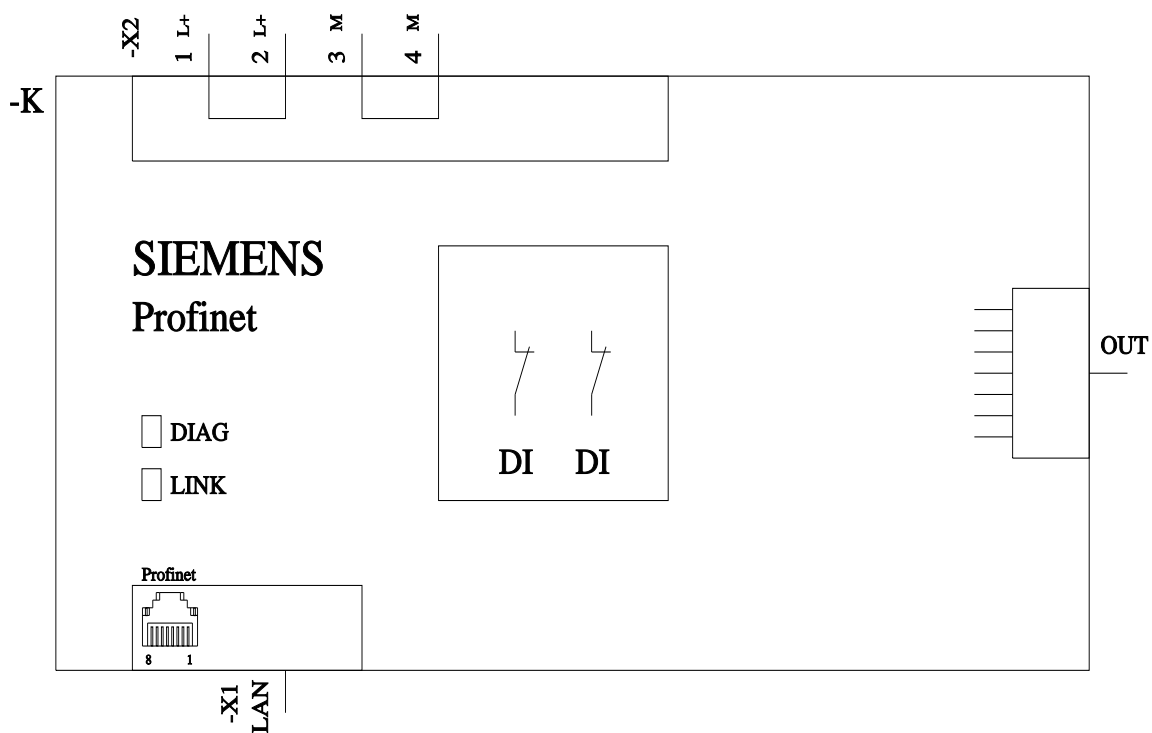 -X2
1 L+
2 L+
3 M
4 M
-K
SIEMENS
Profinet
OUT
DIAG
DI DI
LINK
Profinet
8 1
-X1
LAN